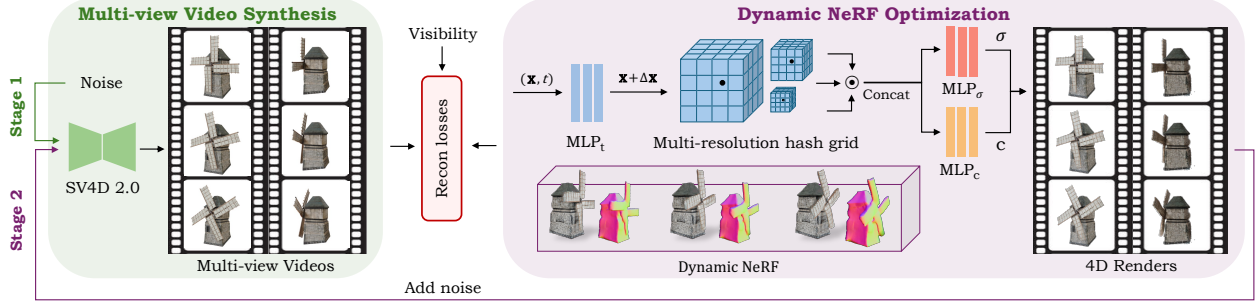 Multi-view Video Synthesis
Dynamic NeRF Optimization
Stage 1
Noise
SV4D 2.0
Stage 2
Multi-view Videos
Visibility
Recon losses
(x, t)
MLPt
x+Δx
Multi-resolution hash grid
Concat
σ
MLPσ
c
MLPc
Dynamic NeRF
4D Renders
Add noise